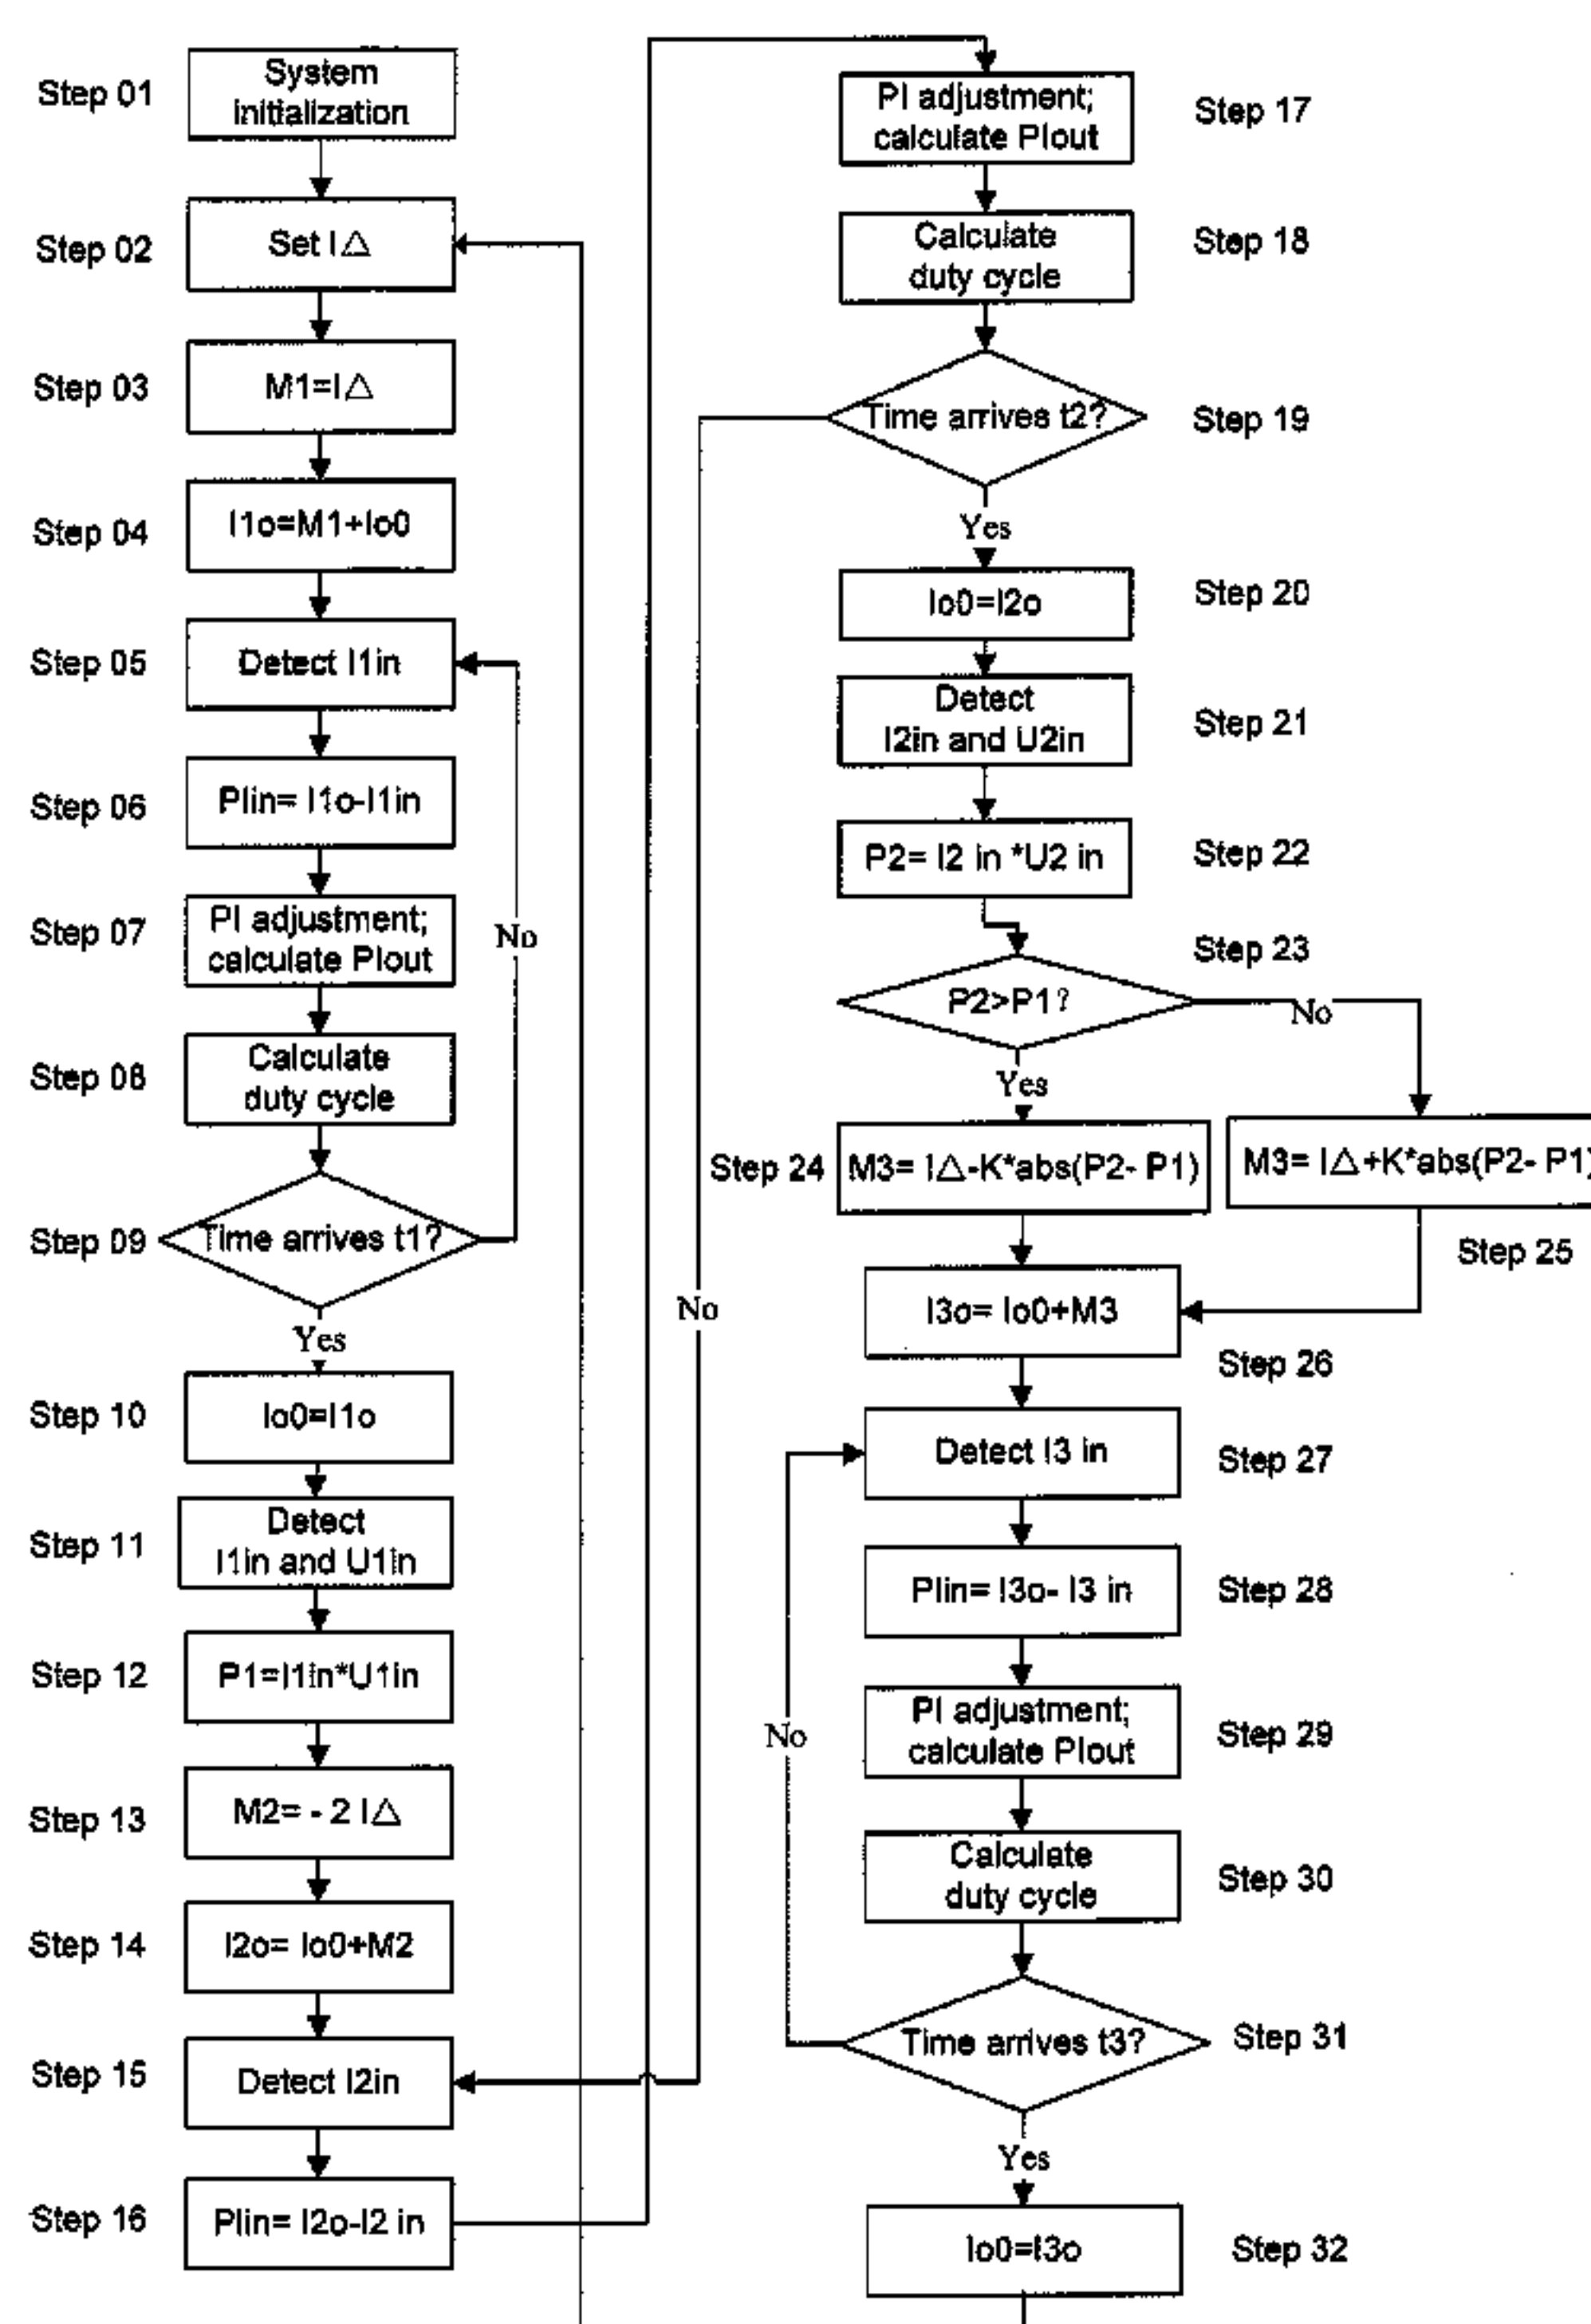 Step 01
System
initialization
Step 02
Set I△
Step 03
M1=I△
Step 04
I1o=M1+Io0
Step 05
Detect I1in
Step 06
PIin= I1o-I1in
Step 07
PI adjustment;
calculate PIout
No
Step 08
Calculate
duty cycle
Step 09
Time arrives t1?
Yes
Step 10
Io0=I1o
Step 11
Detect
I1in and U1in
Step 12
P1=I1in*U1in
Step 13
M2= - 2 I△
Step 14
I2o= Io0+M2
Step 15
Detect I2in
Step 16
PIin= I2o-I2 in
PI adjustment;
calculate PIout
Step 17
Calculate
duty cycle
Step 18
Time arrives t2?
Step 19
No
Yes
Io0=I2o
Step 20
Detect
I2in and U2in
Step 21
P2= I2 in *U2 in
Step 22
Step 23
P2>P1?
No
Yes
Step 24
M3= I△-K*abs(P2- P1)
M3= I△+K*abs(P2- P1)
Step 25
I3o= Io0+M3
Step 26
Detect I3 in
Step 27
PIin= I3o- I3 in
Step 28
PI adjustment;
calculate PIout
Step 29
No
Calculate
duty cycle
Step 30
Time arrives t3?
Step 31
Yes
Io0=I3o
Step 32